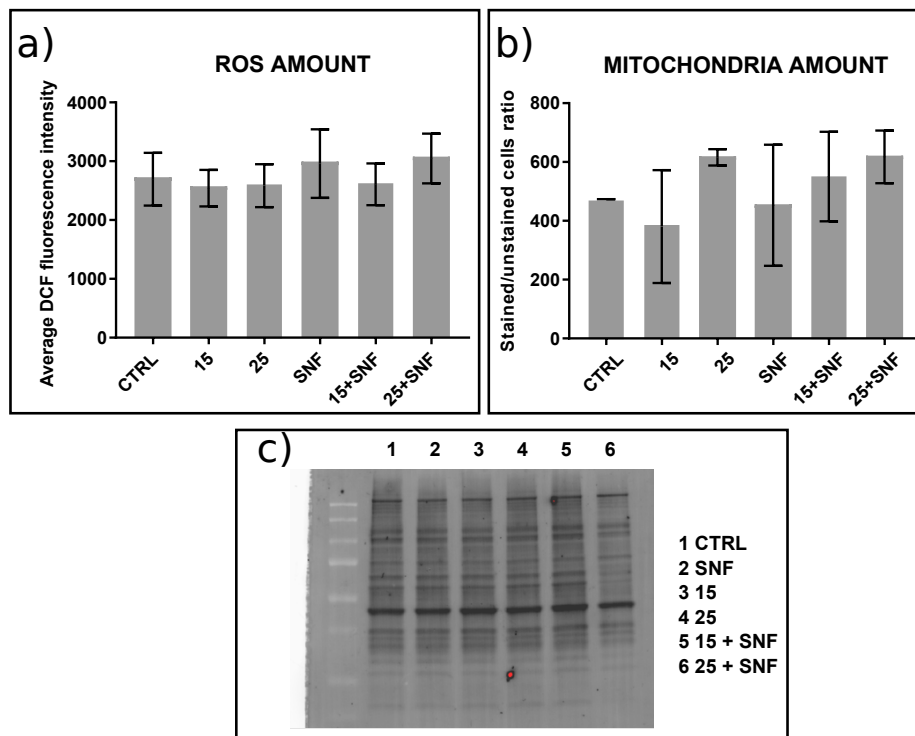 a)
ROS AMOUNT
Average DCF fluorescence intensity
4000
3000
2000
1000
0
CTRL
15
25
SNF
15+SNF
25+SNF
b)
MITOCHONDRIA AMOUNT
Stained/unstained cells ratio
800
600
400
200
0
CTRL
15
25
SNF
15+SNF
25+SNF
c)
1 2 3 4 5 6
1 CTRL
2 SNF
3 15
4 25
5 15 + SNF
6 25 + SNF